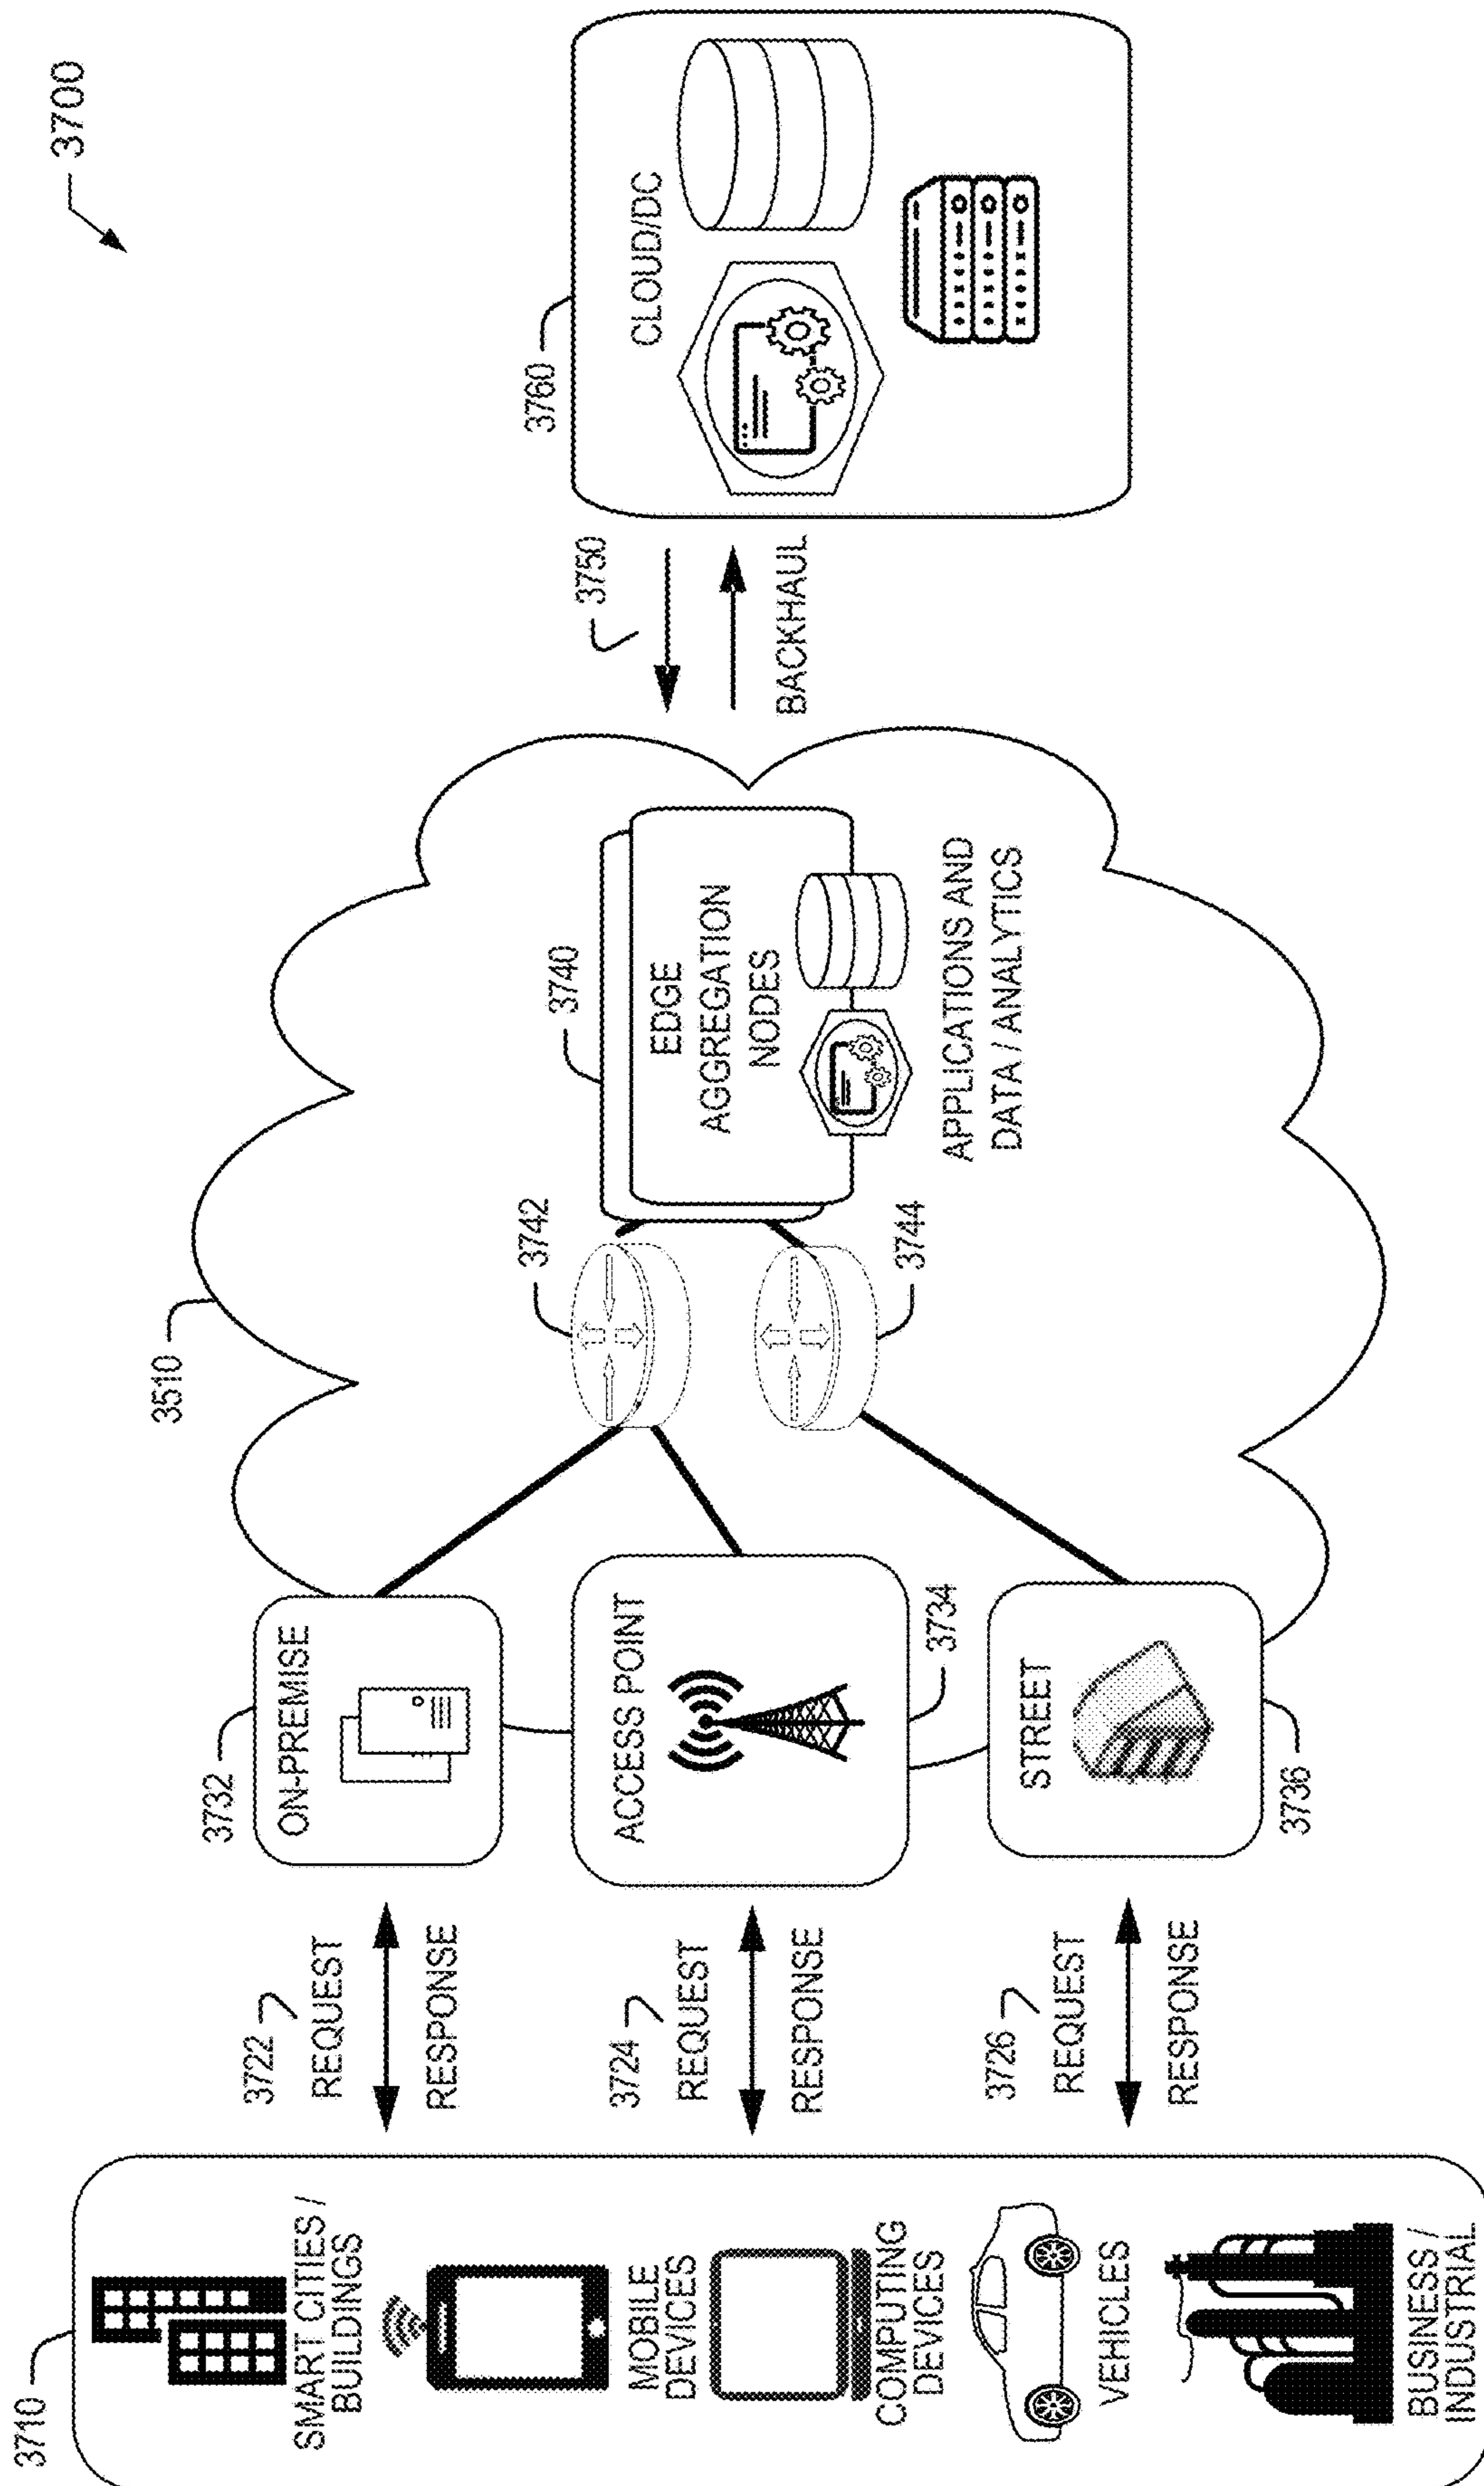 3700
3710
SMART CITIES /
BUILDINGS
MOBILE
DEVICES
COMPUTING
DEVICES
VEHICLES
BUSINESS /
INDUSTRIAL
3722
REQUEST
RESPONSE
3724
REQUEST
RESPONSE
3726
REQUEST
RESPONSE
3732
ON-PREMISE
ACCESS POINT
3734
STREET
3736
3510
3742
3744
3740
EDGE
AGGREGATION
NODES
APPLICATIONS AND
DATA / ANALYTICS
3750
BACKHAUL
3760
CLOUD/DC